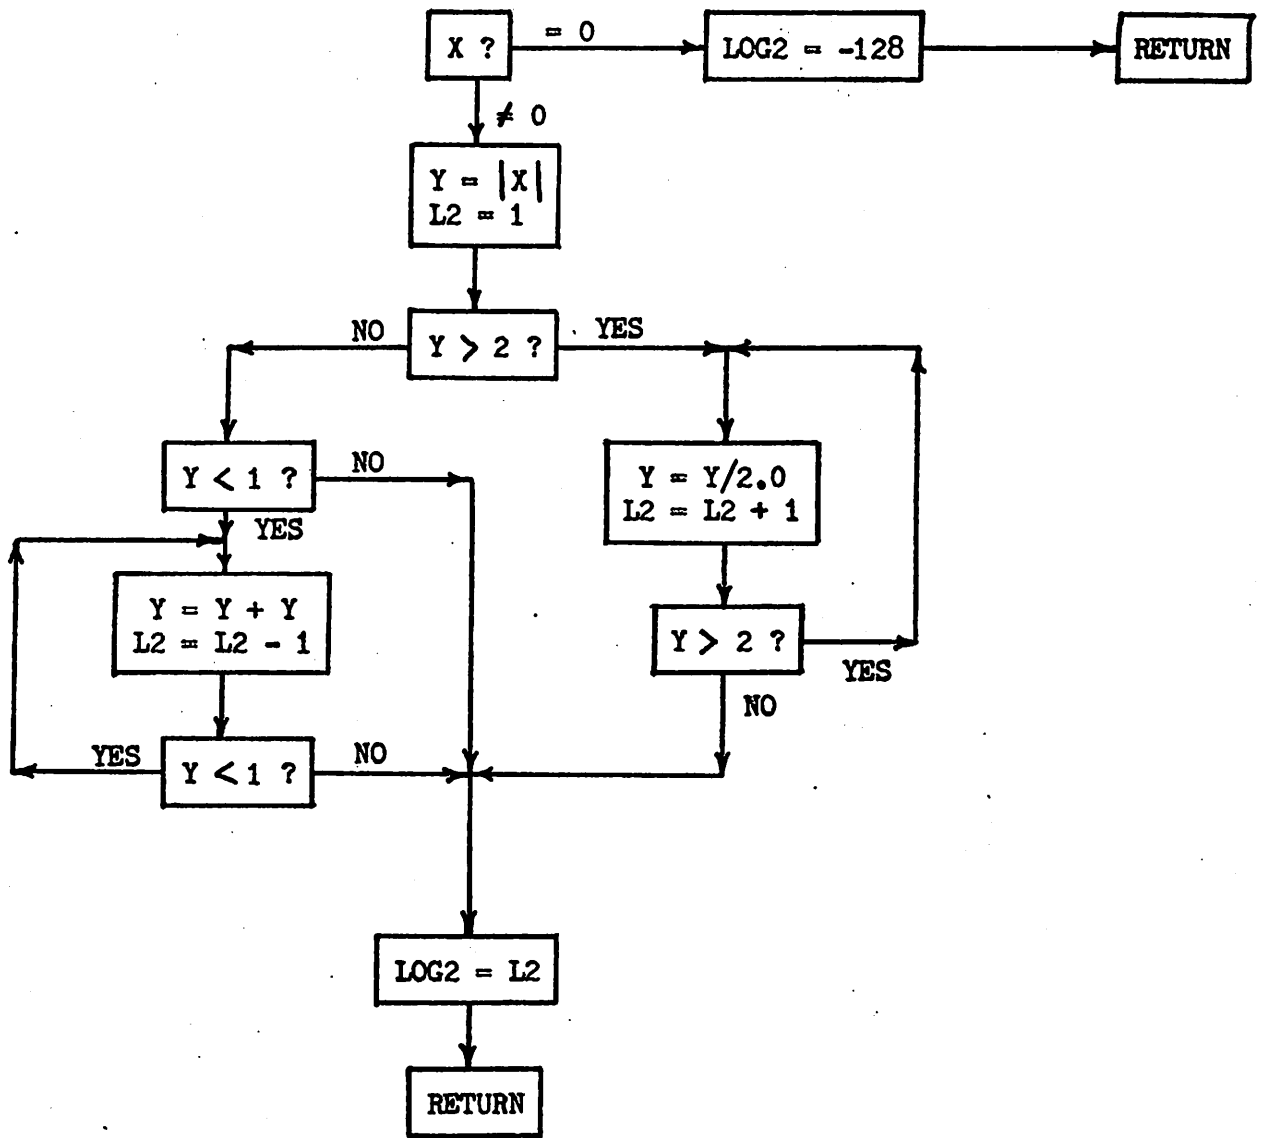 X ?
= 0
LOG2 = -128
RETURN
≠ 0
Y = |X|
L2 = 1
NO
Y > 2 ?
YES
Y < 1 ?
NO
YES
Y = Y/2.0
L2 = L2 + 1
Y = Y + Y
L2 = L2 - 1
Y > 2 ?
YES
NO
YES
Y < 1 ?
NO
LOG2 = L2
RETURN